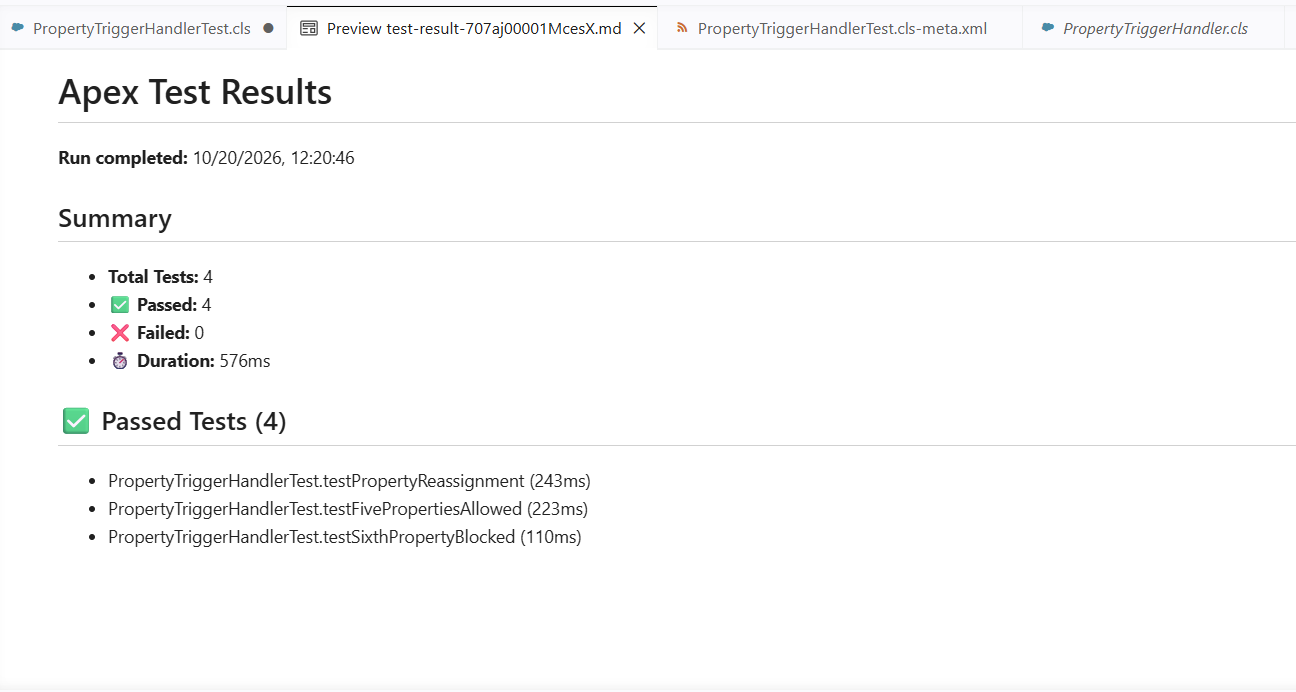 PropertyTriggerHandlerTest.cls
Preview test-result-707aj00001McesX.md
PropertyTriggerHandlerTest.cls-meta.xml
PropertyTriggerHandler.cls
Apex Test Results
Run completed: 10/20/2026, 12:20:46
Summary
Total Tests: 4
✅ Passed: 4
❌ Failed: 0
⏱ Duration: 576ms
✅ Passed Tests (4)
PropertyTriggerHandlerTest.testPropertyReassignment (243ms)
PropertyTriggerHandlerTest.testFivePropertiesAllowed (223ms)
PropertyTriggerHandlerTest.testSixthPropertyBlocked (110ms)